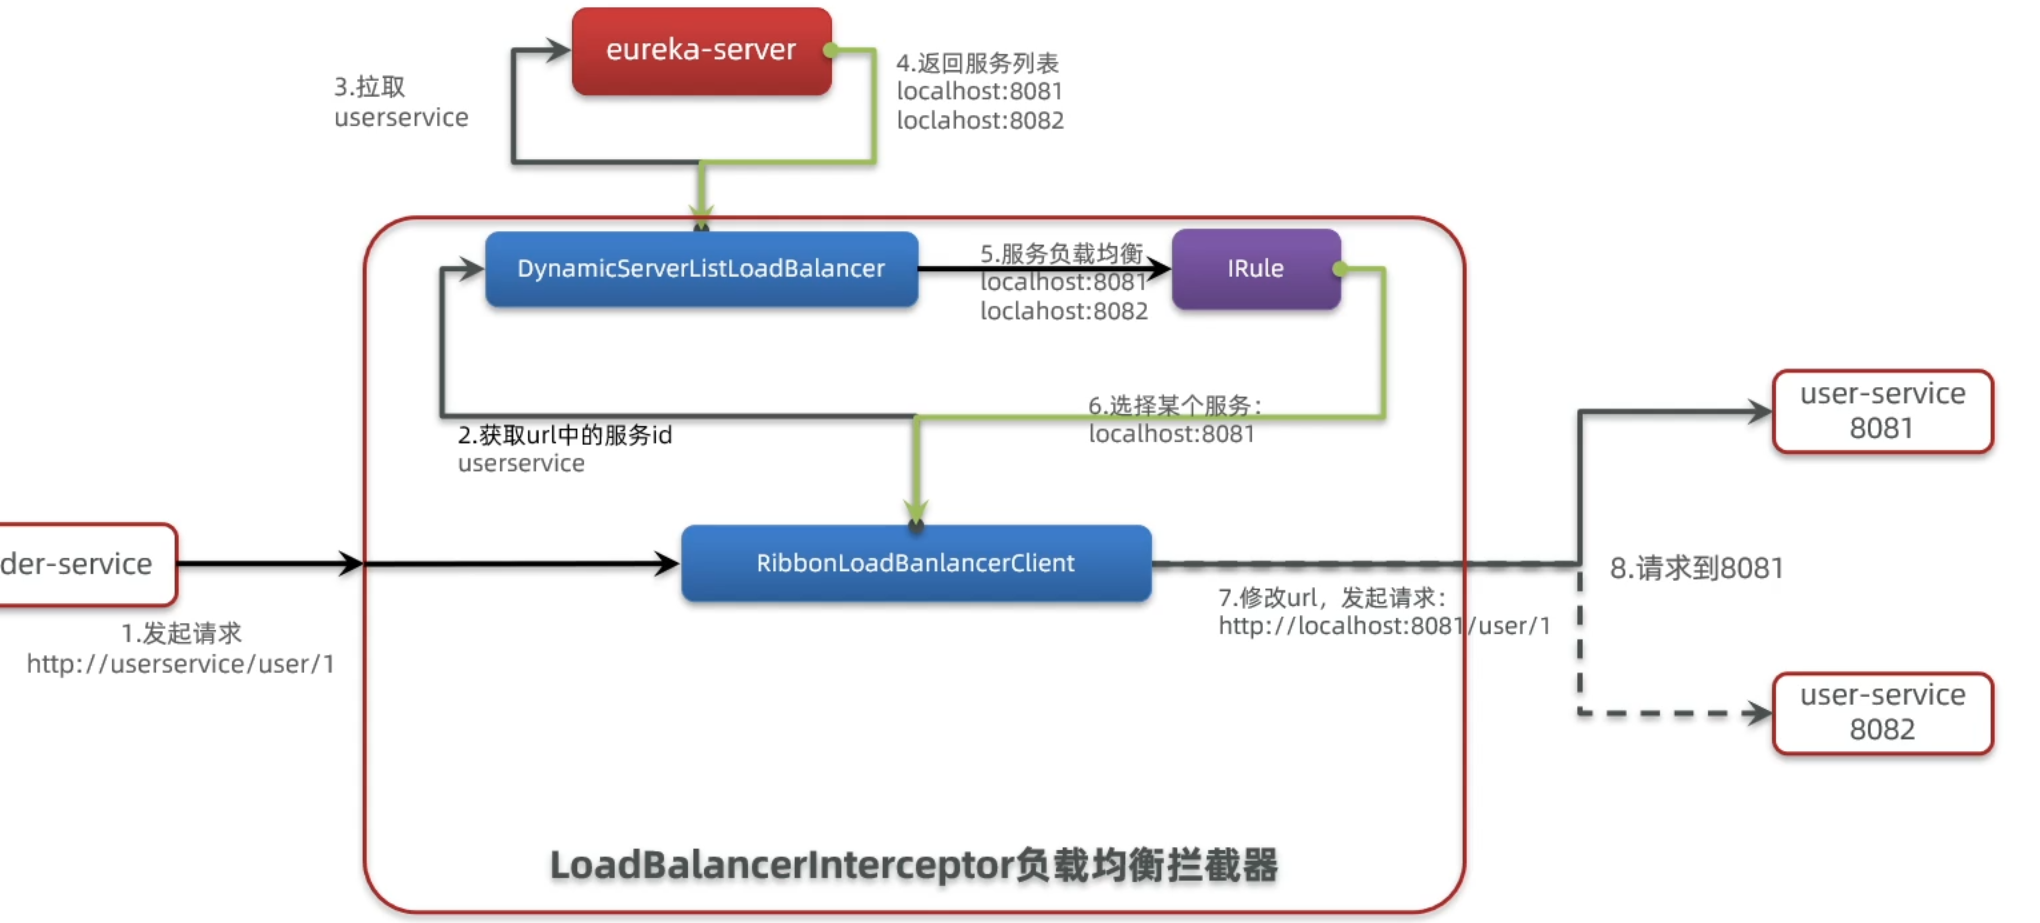 eureka-server
3.拉取
userservice
4.返回服务列表
localhost:8081
loclahost:8082
DynamicServerListLoadBalancer
5.服务负载均衡
localhost:8081
loclahost:8082
IRule
2.获取url中的服务id
userservice
6.选择某个服务：
localhost:8081
user-service
8081
der-service
1.发起请求
http://userservice/user/1
RibbonLoadBanlancerClient
7.修改url，发起请求：
http://localhost:8081/user/1
8.请求到8081
user-service
8082
LoadBalancerInterceptor负载均衡拦截器